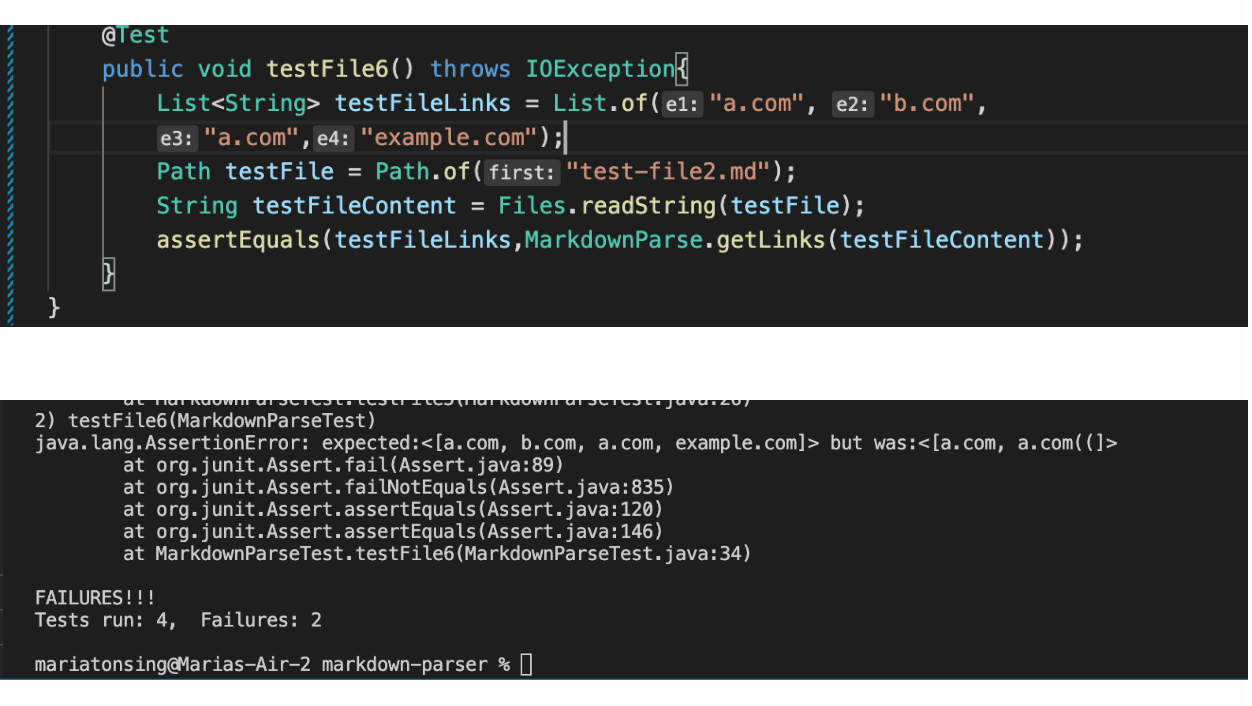 @Test
public void testFile6() throws IOException{
List<String> testFileLinks = List.of(e1: "a.com", e2: "b.com",
e3: "a.com",e4: "example.com");
Path testFile = Path.of(first: "test-file2.md");
String testFileContent = Files.readString(testFile);
assertEquals(testFileLinks,MarkdownParse.getLinks(testFileContent));
}
}
2) testFile6(MarkdownParseTest)
java.lang.AssertionError: expected:<[a.com, b.com, a.com, example.com]> but was:<[a.com, a.com((]>
at org.junit.Assert.fail(Assert.java:89)
at org.junit.Assert.failNotEquals(Assert.java:835)
at org.junit.Assert.assertEquals(Assert.java:120)
at org.junit.Assert.assertEquals(Assert.java:146)
at MarkdownParseTest.testFile6(MarkdownParseTest.java:34)
FAILURES!!!
Tests run: 4,  Failures: 2
mariatonsing@Marias-Air-2 markdown-parser %